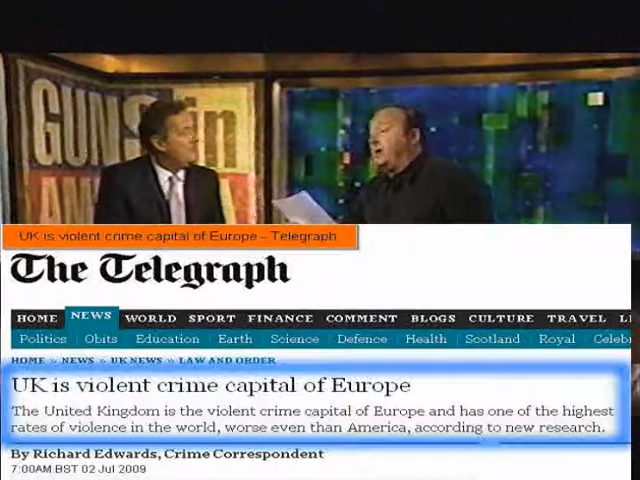 GUNS in
AMERICA
UK is violent crime capital of Europe – Telegraph
The Telegraph
HOME NEWS WORLD SPORT FINANCE COMMENT BLOGS CULTURE TRAVEL
Politics Obits Education Earth Science Defence Health Scotland Royal
HOME » NEWS » UK NEWS » LAW AND ORDER
UK is violent crime capital of Europe
The United Kingdom is the violent crime capital of Europe and has one of the highest
rates of violence in the world, worse even than America, according to new research.
By Richard Edwards, Crime Correspondent
7:00AM BST 02 Jul 2009